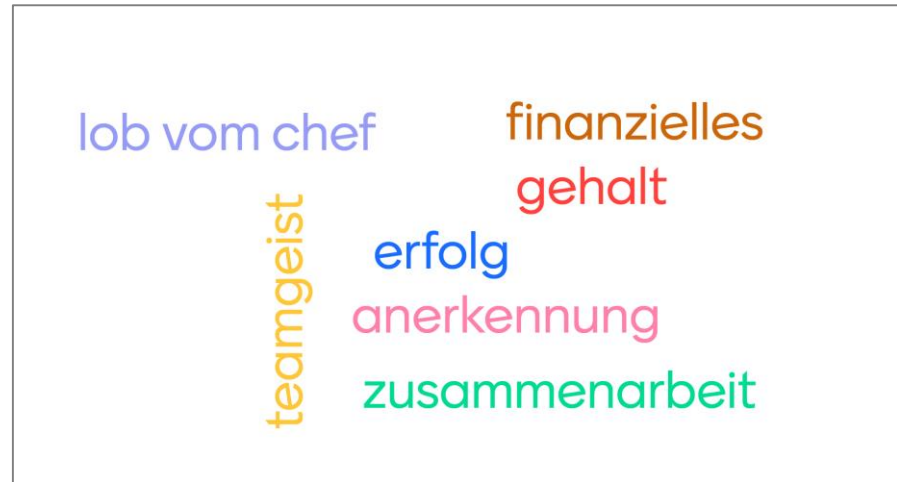 lob vom chef
finanzielles
gehalt
teamgeist
erfolg
anerkennung
zusammenarbeit